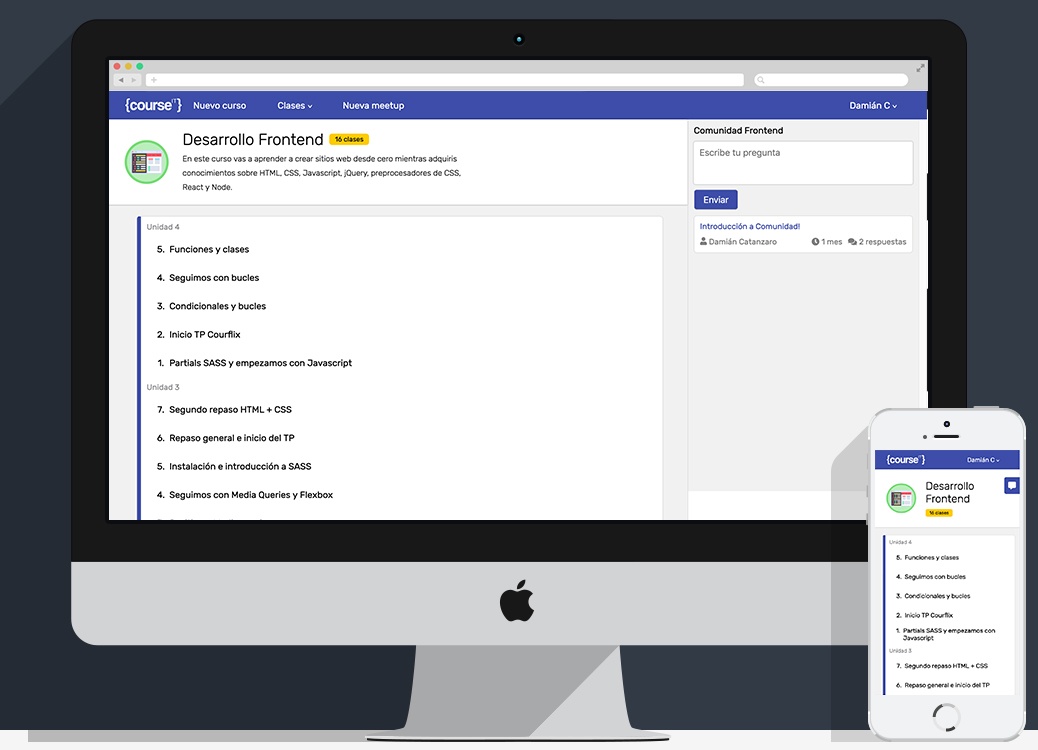 {course IT} Nuevo curso Clases Nueva meetup Damián C
Desarrollo Frontend 16 clases
En este curso vas a aprender a crear sitios web desde cero mientras adquiris
conocimientos sobre HTML, CSS, Javascript, jQuery, preprocesadores de CSS,
React y Node.
Unidad 4
5. Funciones y clases
4. Seguimos con bucles
3. Condicionales y bucles
2. Inicio TP Courflix
1. Partials SASS y empezamos con Javascript
Unidad 3
7. Segundo repaso HTML + CSS
6. Repaso general e inicio del TP
5. Instalación e introducción a SASS
4. Seguimos con Media Queries y Flexbox
Comunidad Frontend
Escribe tu pregunta
Enviar
Introducción a Comunidad!
Damián Catanzaro 1 mes 2 respuestas
{course IT} Damián C
Desarrollo
Frontend
16 clases
Unidad 4
5. Funciones y clases
4. Seguimos con bucles
3. Condicionales y bucles
2. Inicio TP Courflix
1. Partials SASS y empezamos con
Javascript
Unidad 3
7. Segundo repaso HTML + CSS
6. Repaso general e inicio del TP